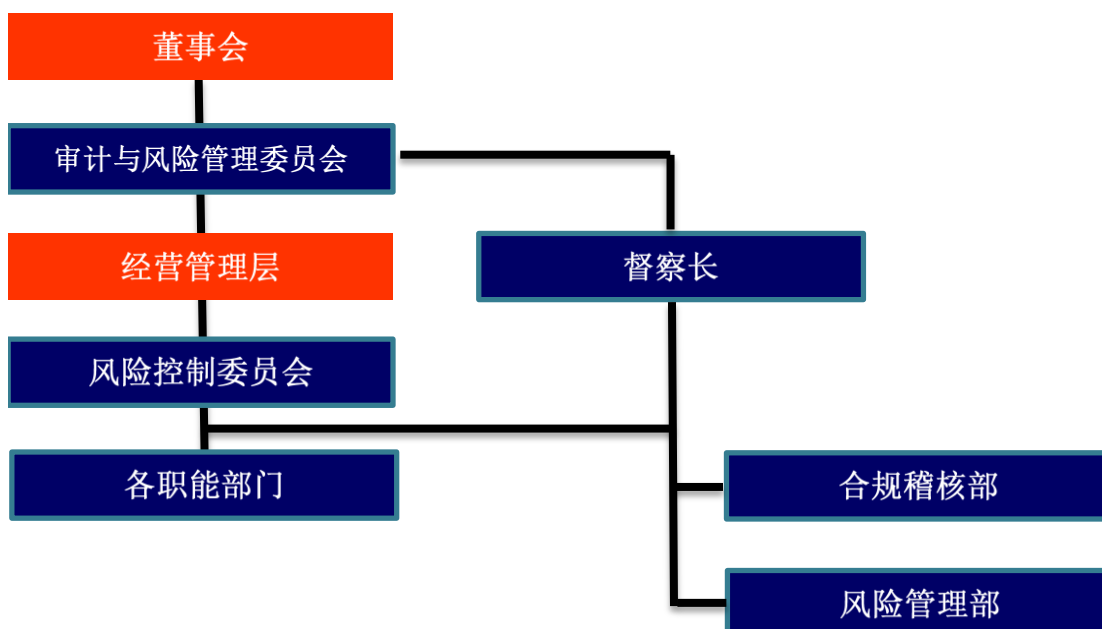 董事会
审计与风险管理委员会
经营管理层
督察长
风险控制委员会
各职能部门
合规稽核部
风险管理部